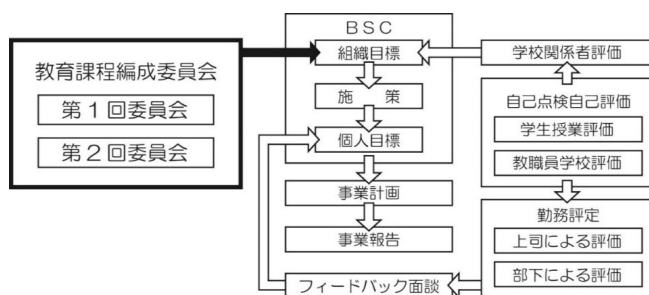 教育課程編成委員会
第１回委員会
第２回委員会
ＢＳＣ
組織目標
施　策
個人目標
事業計画
事業報告
フィードバック面談
学校関係者評価
自己点検自己評価
学生授業評価
教職員学校評価
勤務評定
上司による評価
部下による評価